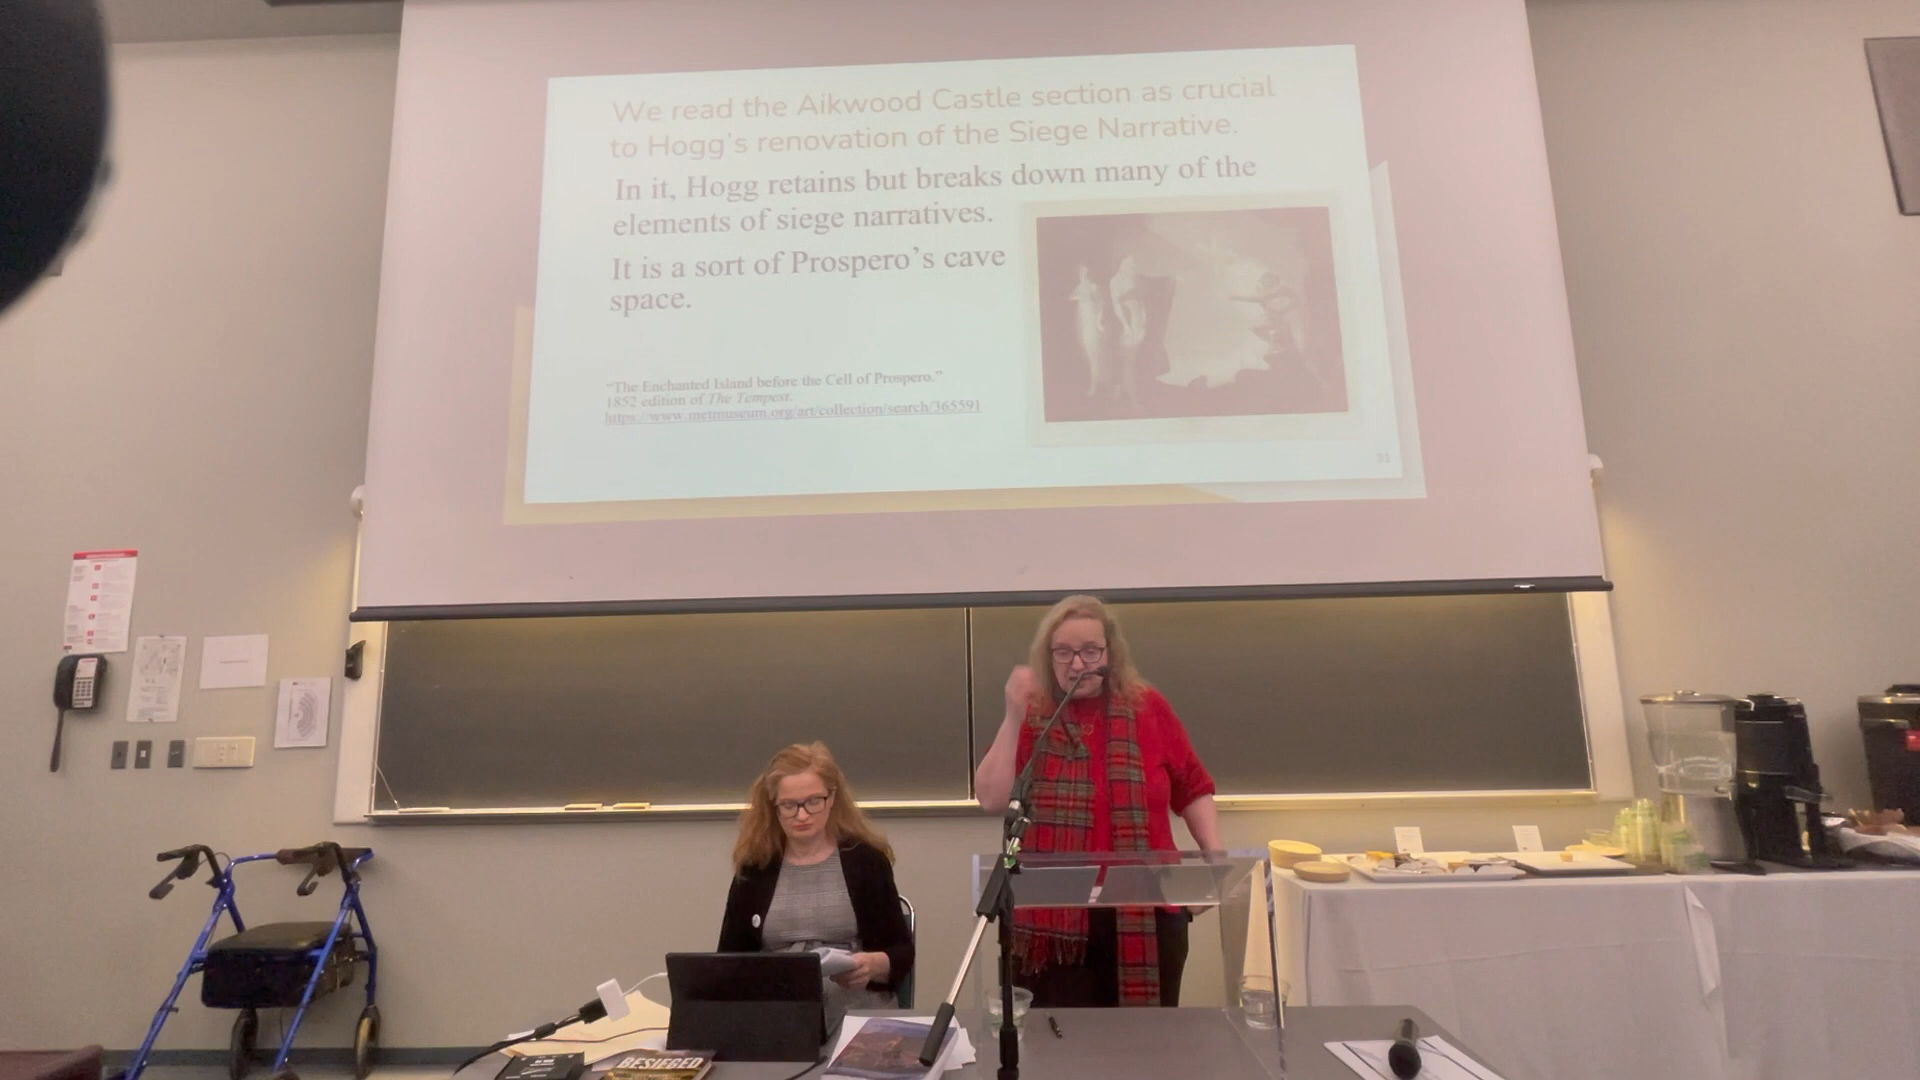 We read the Aikwood Castle section as crucial
to Hogg's renovation of the Siege Narrative.
In it, Hogg retains but breaks down many of the
elements of siege narratives.
It is a sort of Prospero's cave
space.
"The Enchanted Island before the Cell of Prospero."
1852 edition of The Tempest.
https://www.metmuseum.org/art/collection/search/365591
91
BESIEGED